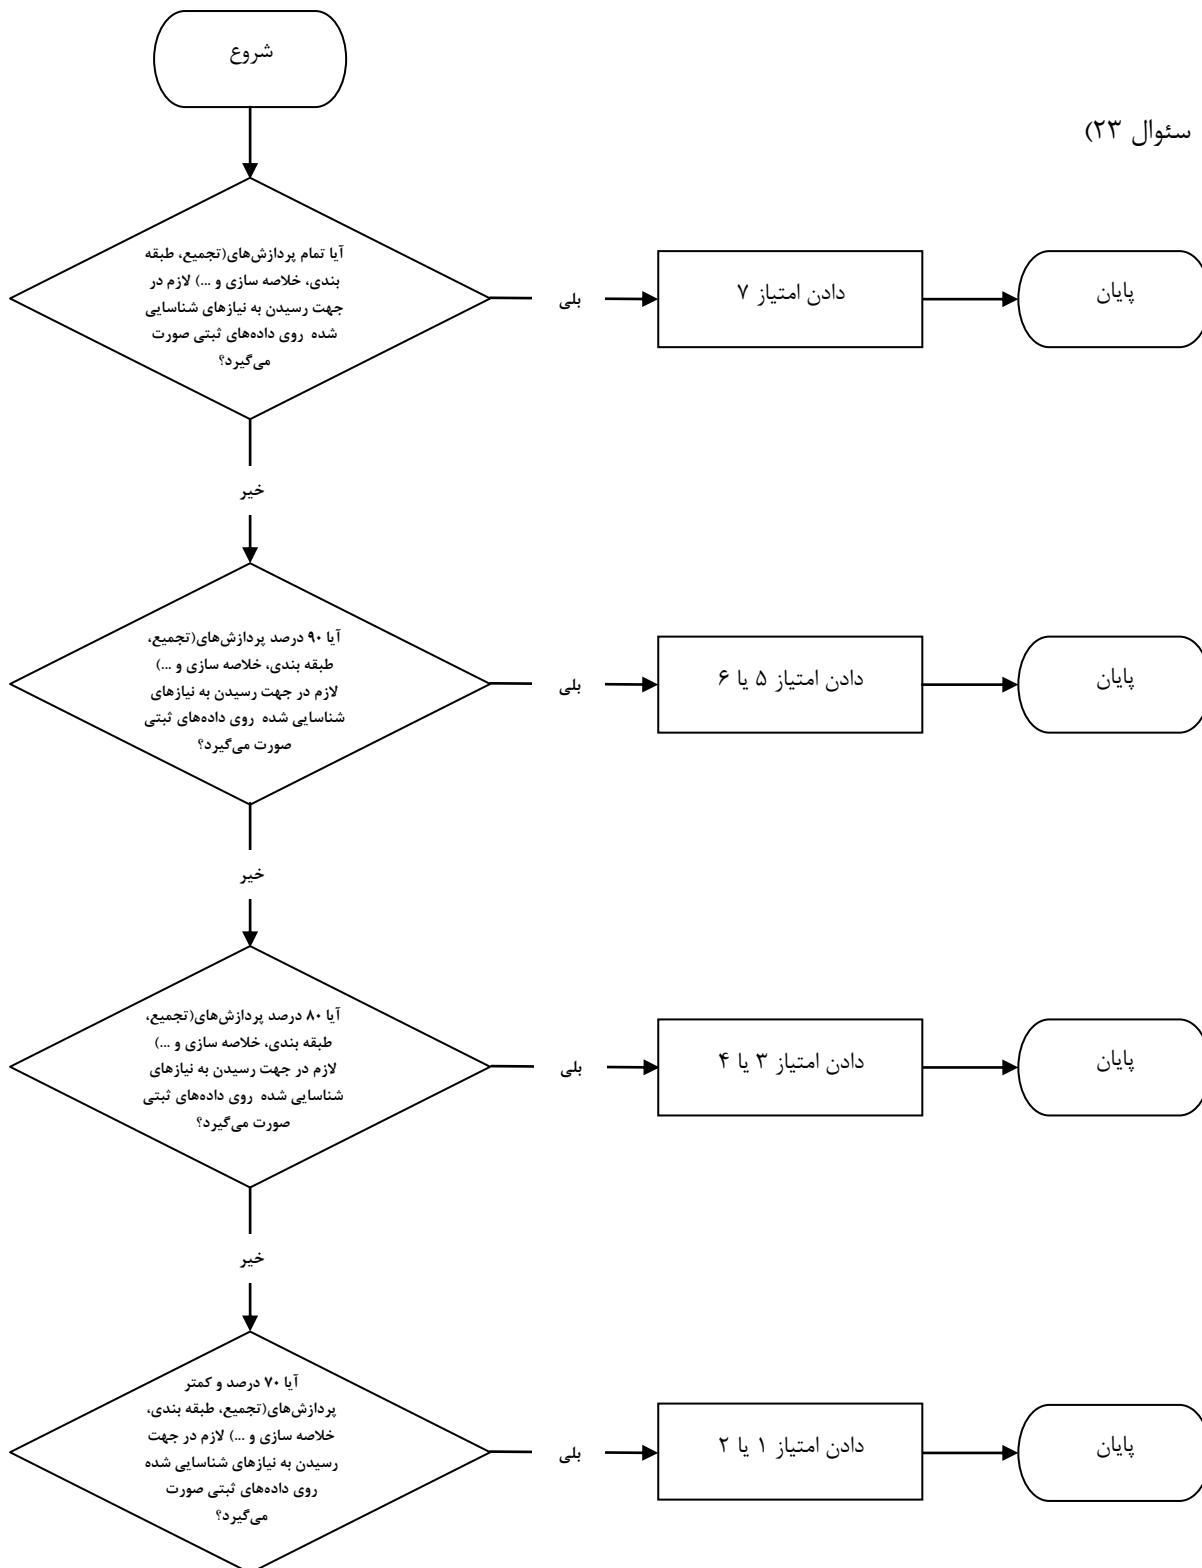 شروع
سئوال ۲۳)
آیا تمام پردازش‌های(تجمیع، طبقه
بندی، خلاصه سازی و ...) لازم در
جهت رسیدن به نیازهای شناسایی
شده روی داده‌های ثبتی صورت
می‌گیرد؟
بلی
دادن امتیاز ۷
پایان
خیر
آیا ۹۰ درصد پردازش‌های(تجمیع،
طبقه بندی، خلاصه سازی و ...)
لازم در جهت رسیدن به نیازهای
شناسایی شده روی داده‌های ثبتی
صورت می‌گیرد؟
بلی
دادن امتیاز ۵ یا ۶
پایان
خیر
آیا ۸۰ درصد پردازش‌های(تجمیع،
طبقه بندی، خلاصه سازی و ...)
لازم در جهت رسیدن به نیازهای
شناسایی شده روی داده‌های ثبتی
صورت می‌گیرد؟
بلی
دادن امتیاز ۳ یا ۴
پایان
خیر
آیا ۷۰ درصد و کمتر
پردازش‌های(تجمیع، طبقه بندی،
خلاصه سازی و ...) لازم در جهت
رسیدن به نیازهای شناسایی شده
روی داده‌های ثبتی صورت
می‌گیرد؟
بلی
دادن امتیاز ۱ یا ۲
پایان